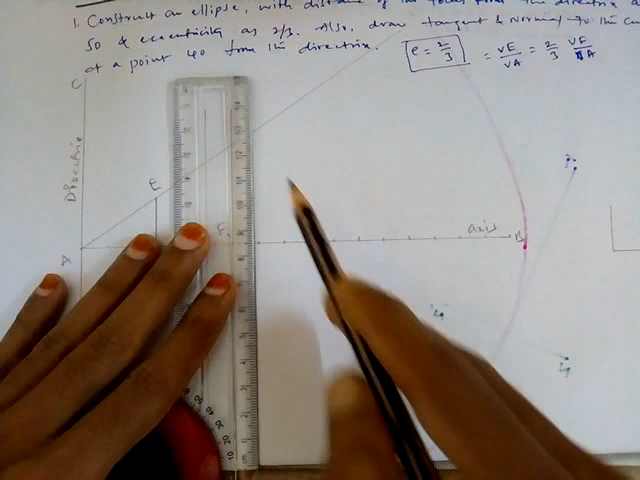 1. Construct an ellipse, with distance of the focus from the directrix as
50 & eccentricity as 2/3. Also, draw tangent & normal to the cu
at a point 40 from the directrix.
e = 2/3 = VE/VA = 2/3 VF/VA
C
Directrix
E
P
F
axis
A